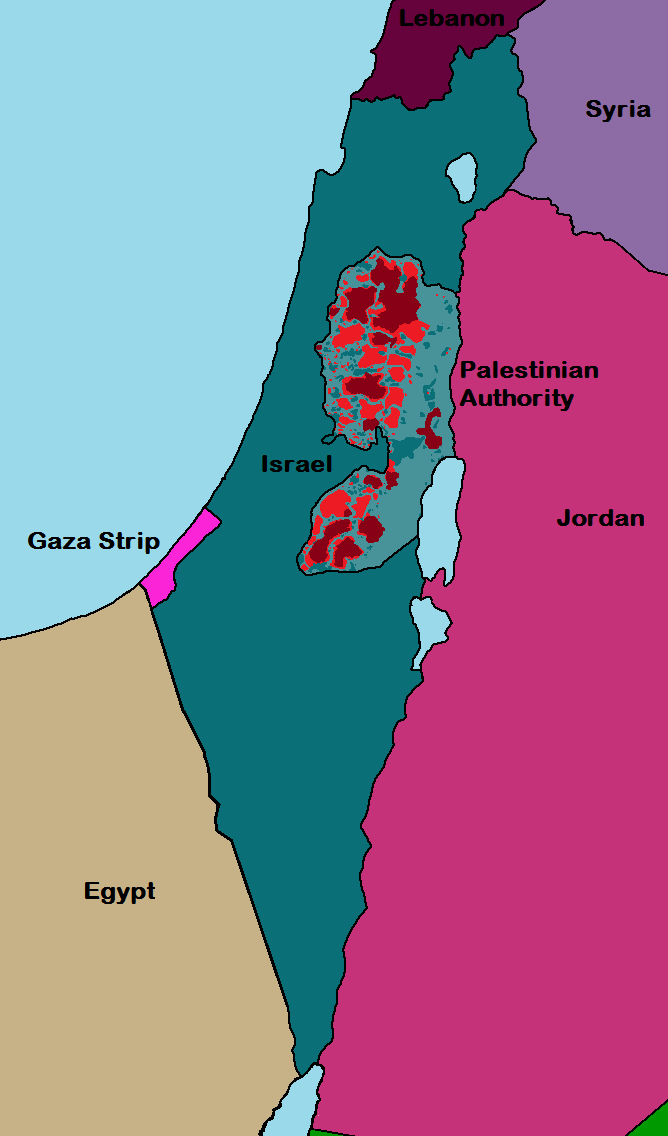 Lebanon
Syria
Palestinian
Authority
Israel
Jordan
Gaza Strip
Egypt